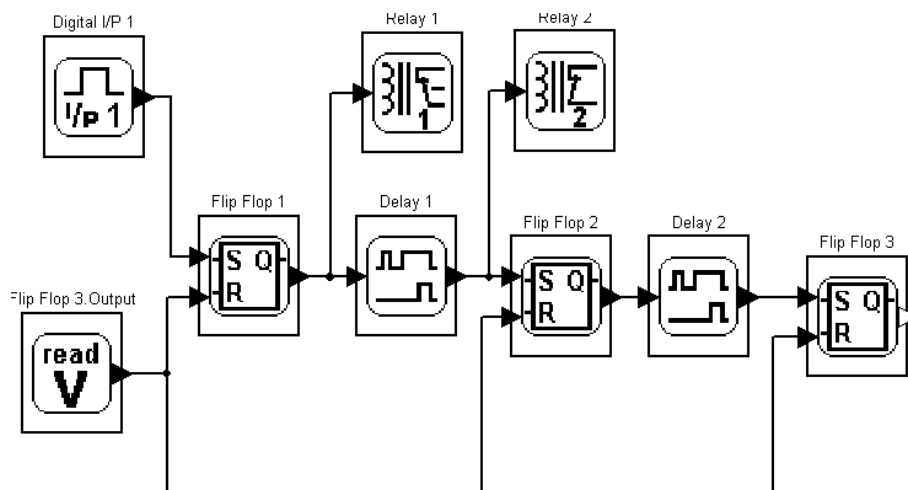 Digital I/P 1
Relay 1
Relay 2
I/P 1
1
2
Flip Flop 1
Delay 1
Flip Flop 2
Delay 2
Flip Flop 3
S Q
R
S Q
R
S Q
R
Flip Flop 3.Output
read
V